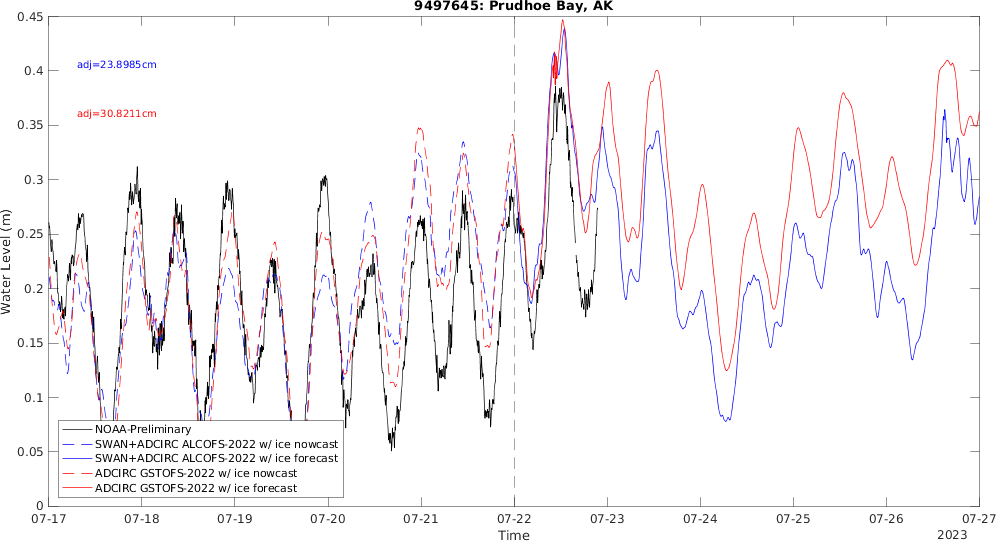 9497645: Prudhoe Bay, AK
0.45
0.4
0.35
0.3
0.25
0.2
0.15
0.1
0.05
0
Water Level (m)
adj=23.8985cm
adj=30.8211cm
NOAA-Preliminary
SWAN+ADCIRC ALCOFS-2022 w/ ice nowcast
SWAN+ADCIRC ALCOFS-2022 w/ ice forecast
ADCIRC GSTOFS-2022 w/ ice nowcast
ADCIRC GSTOFS-2022 w/ ice forecast
07-17 07-18 07-19 07-20 07-21 07-22 07-23 07-24 07-25 07-26 07-27
Time
2023